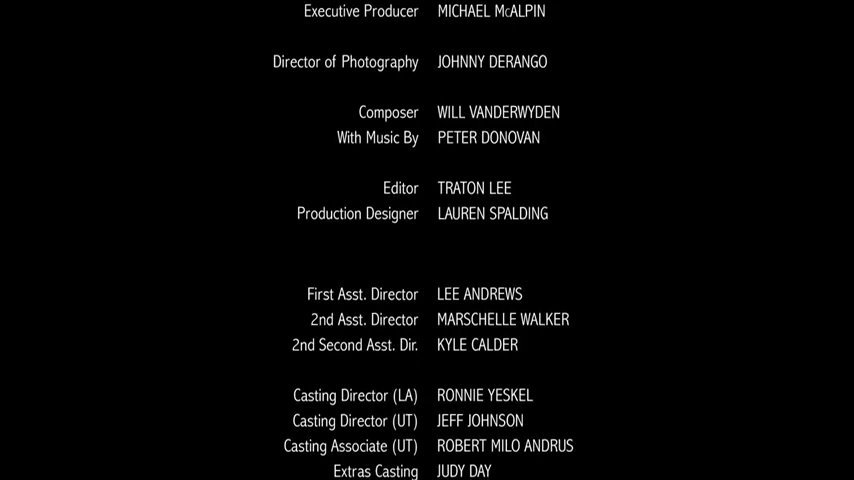 Executive Producer MICHAEL McALPIN
Director of Photography JOHNNY DERANGO
Composer WILL VANDERWYDEN
With Music By PETER DONOVAN
Editor TRATON LEE
Production Designer LAUREN SPALDING
First Asst. Director LEE ANDREWS
2nd Asst. Director MARSCHELLE WALKER
2nd Second Asst. Dir. KYLE CALDER
Casting Director (LA) RONNIE YESKEL
Casting Director (UT) JEFF JOHNSON
Casting Associate (UT) ROBERT MILO ANDRUS
Extras Casting JUDY DAY